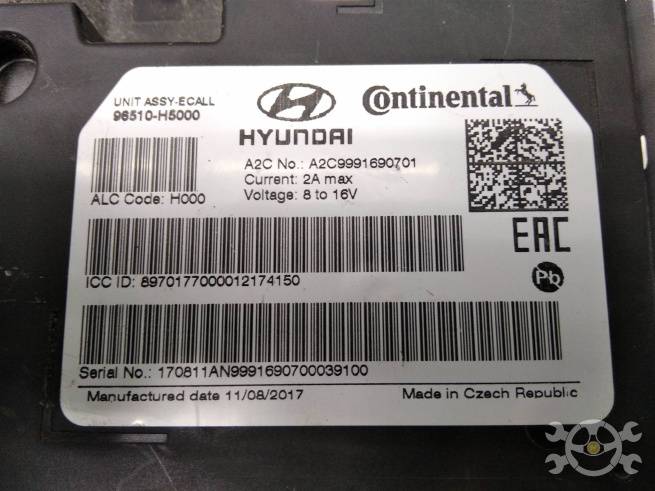 UNIT ASSY-ECALL
96510-H5000
HYUNDAI
Continental
A2C No.: A2C9991690701
Current: 2A max
Voltage: 8 to 16V
ALC Code: H000
EAC
Pb
ICC ID: 8970177000012174150
Serial No.: 170811AN9991690700039100
Manufactured date 11/08/2017
Made in Czech Republic